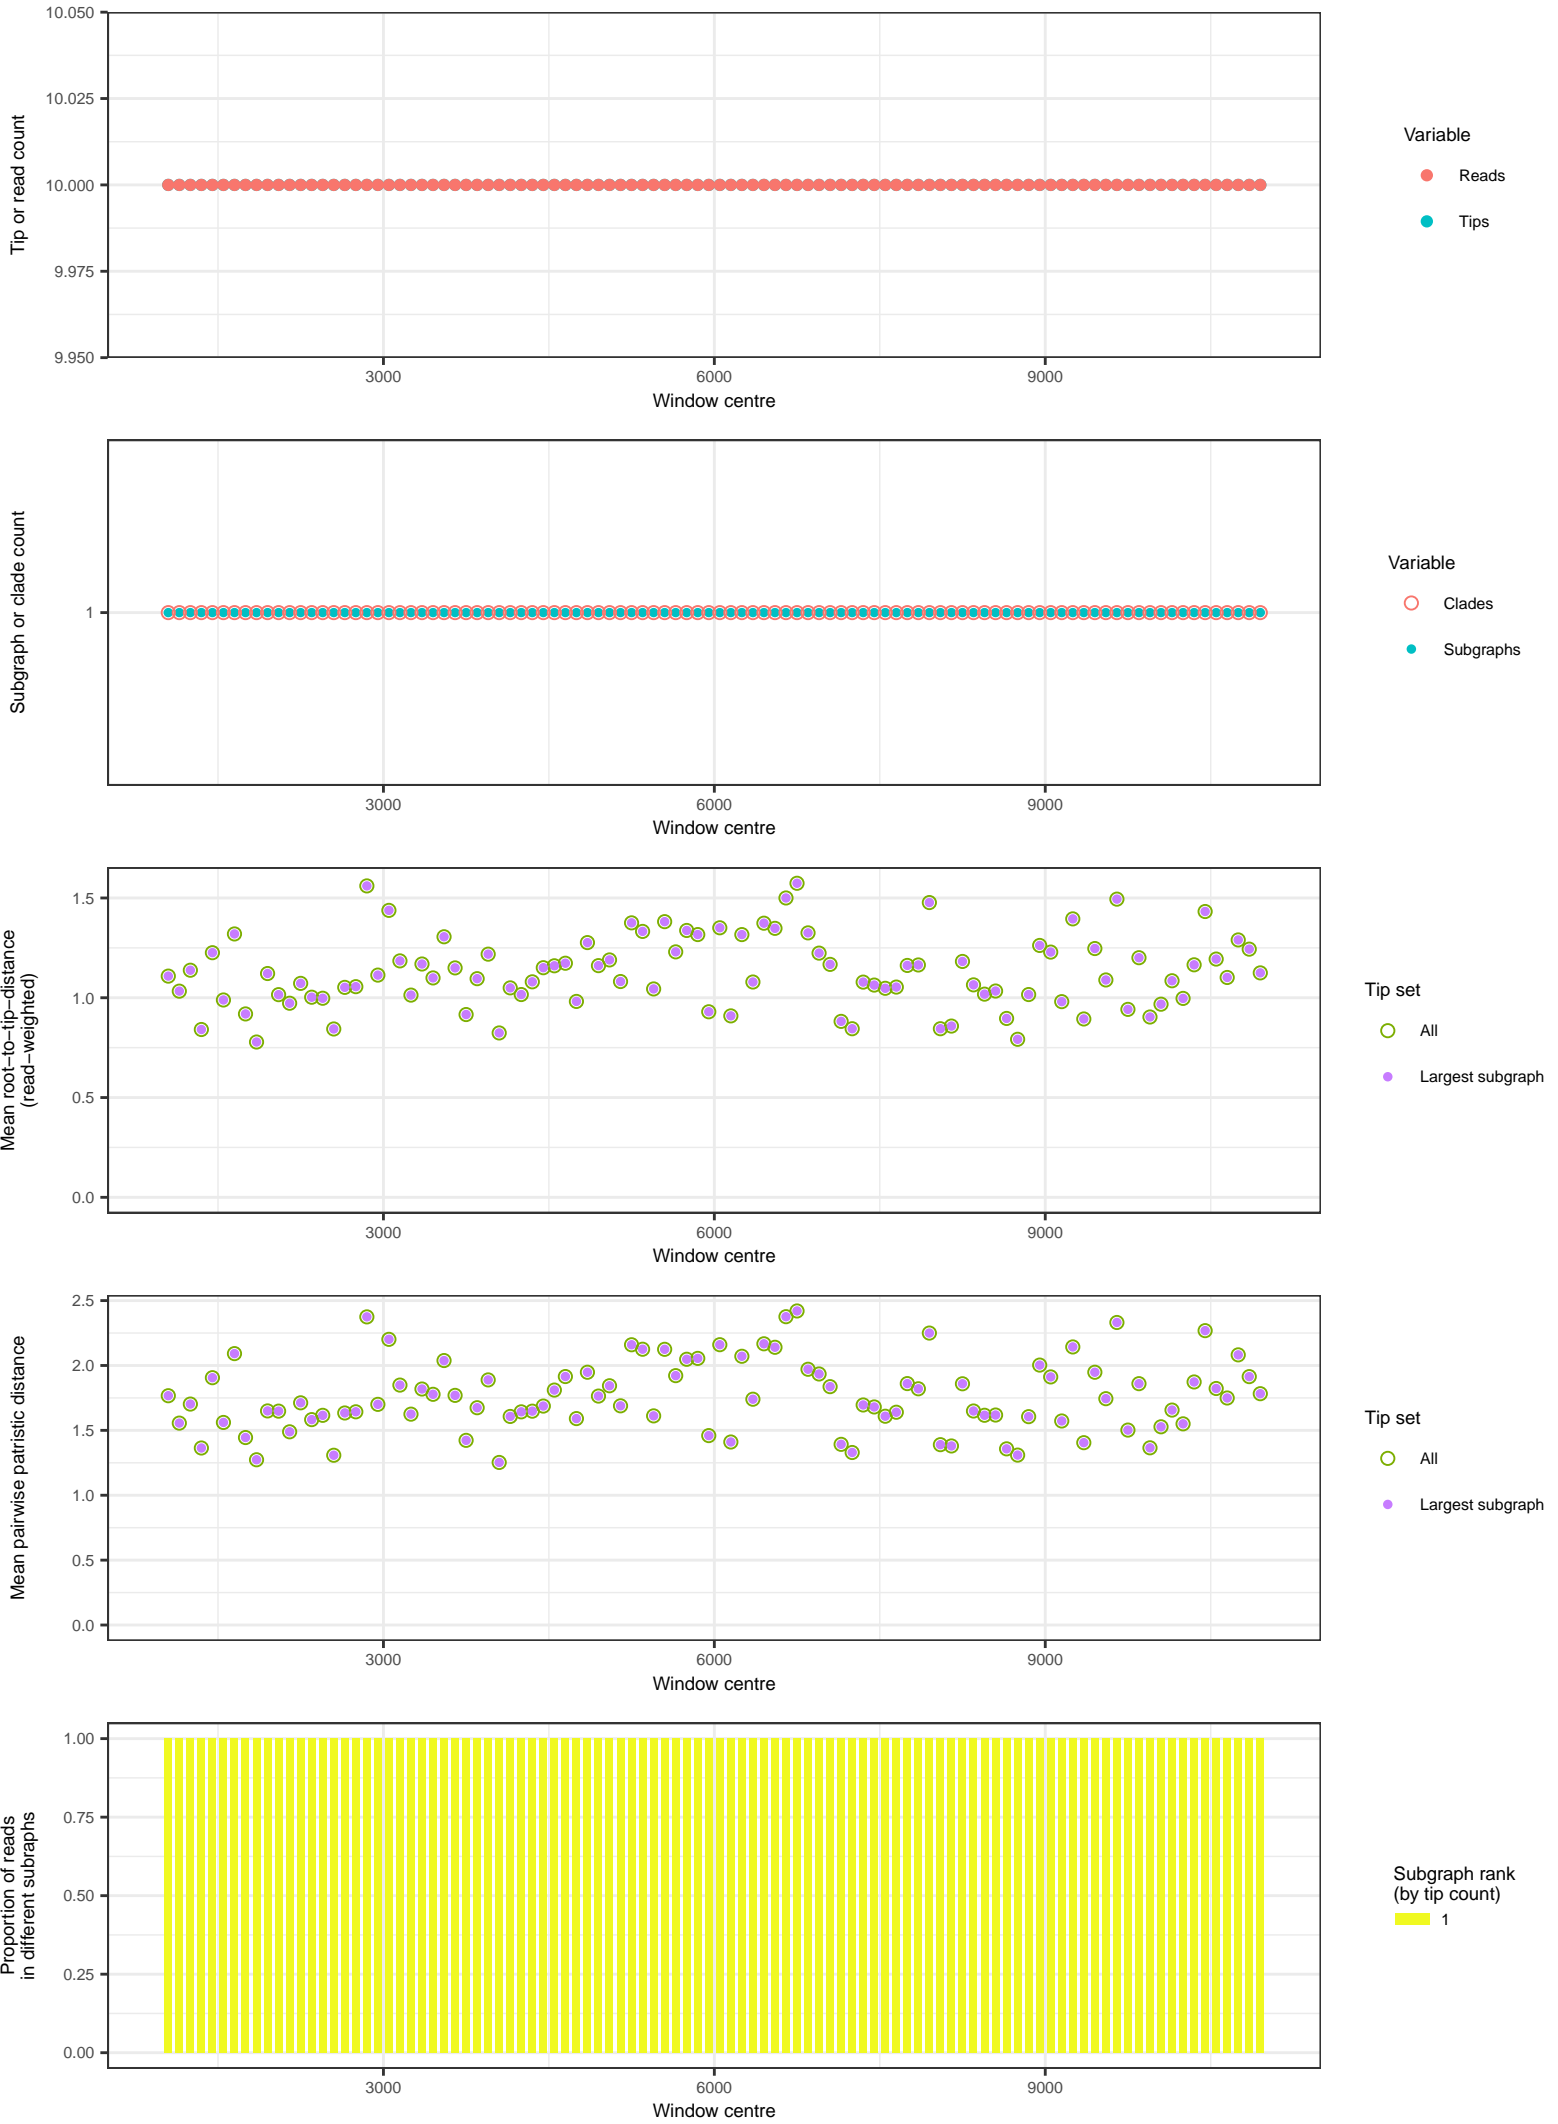 10.050
10.025
10.000
9.975
9.950
Tip or read count
3000 6000 9000
Window centre
Variable
Reads
Tips
1
Subgraph or clade count
3000 6000 9000
Window centre
Variable
Clades
Subgraphs
1.5
1.0
0.5
0.0
Mean root−to−tip−distance
(read−weighted)
3000 6000 9000
Window centre
Tip set
All
Largest subgraph
2.5
2.0
1.5
1.0
0.5
0.0
Mean pairwise patristic distance
3000 6000 9000
Window centre
Tip set
All
Largest subgraph
1.00
0.75
0.50
0.25
0.00
Proportion of reads
in different subraphs
3000 6000 9000
Window centre
Subgraph rank
(by tip count)
1